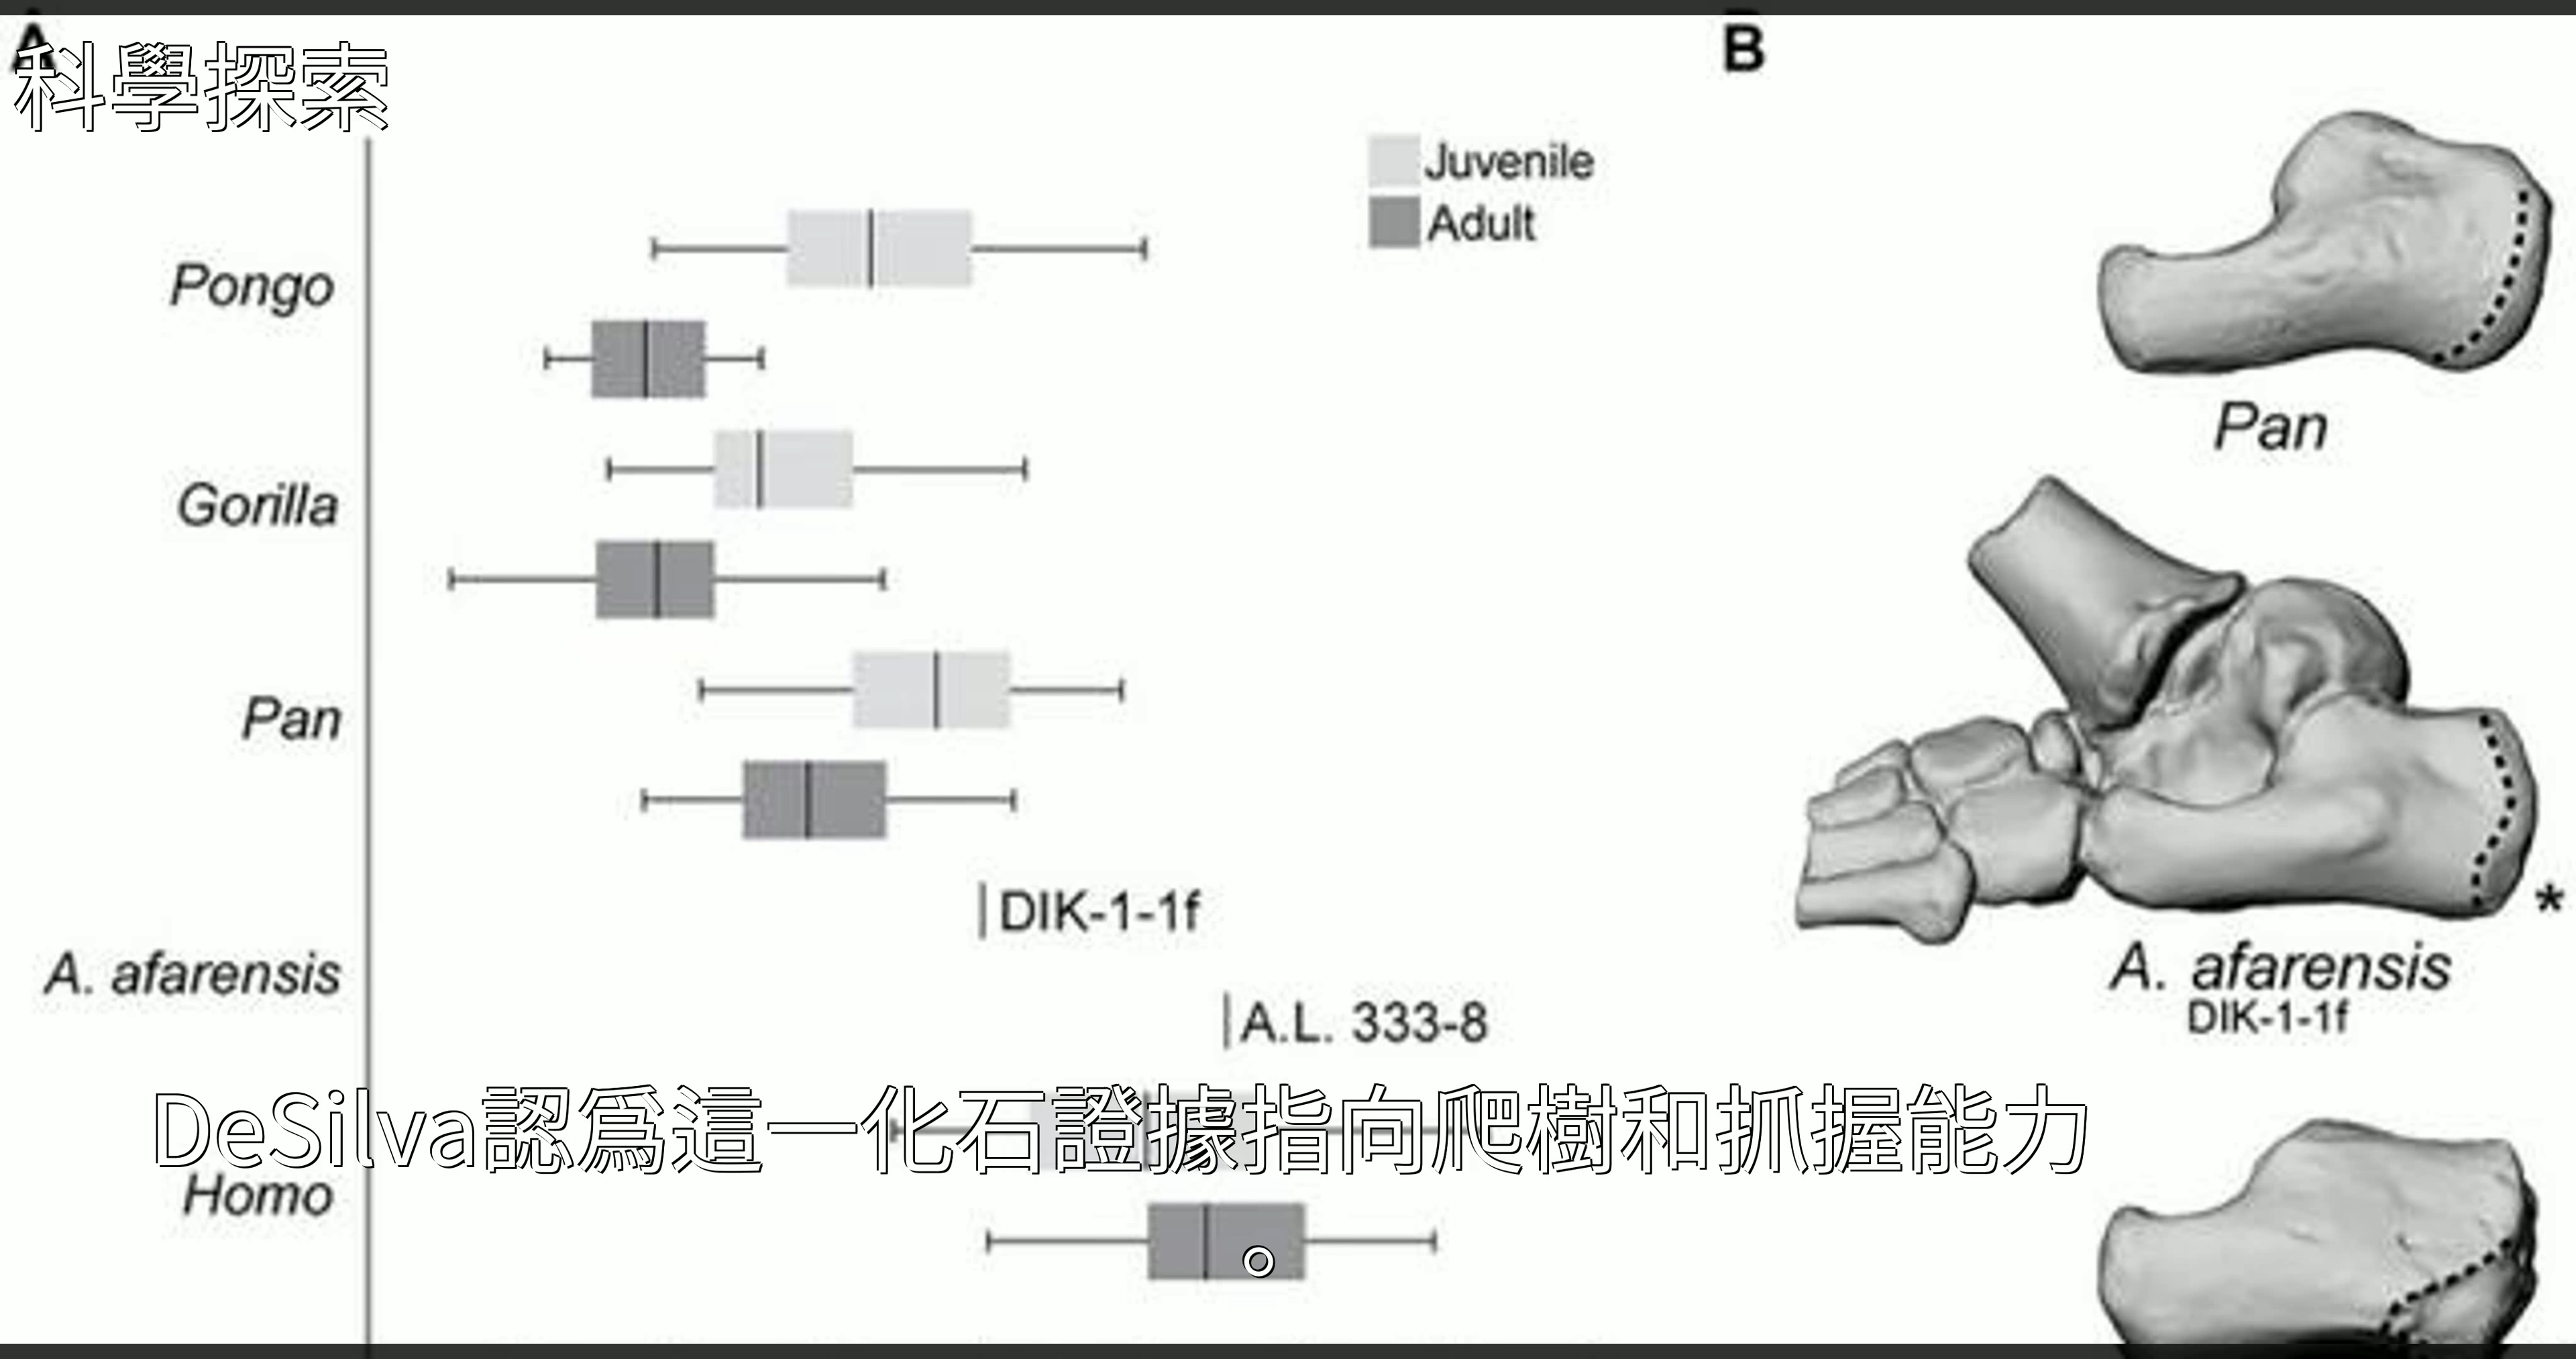 A
科學探索
B
Juvenile
Adult
Pongo
Gorilla
Pan
DIK-1-1f
A. afarensis
A.L. 333-8
Homo
Pan
A. afarensis
DIK-1-1f
*
DeSilva認爲這一化石證據指向爬樹和抓握能力
。